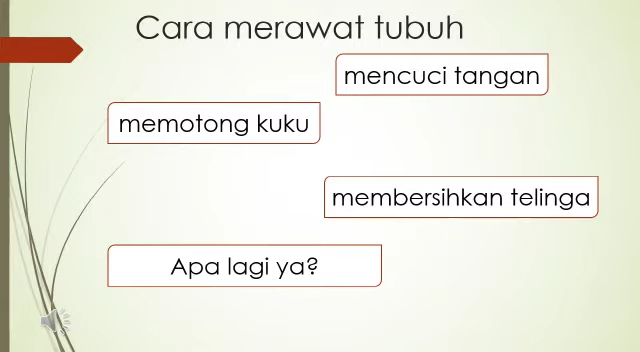 Cara merawat tubuh
mencuci tangan
memotong kuku
membersihkan telinga
Apa lagi ya?